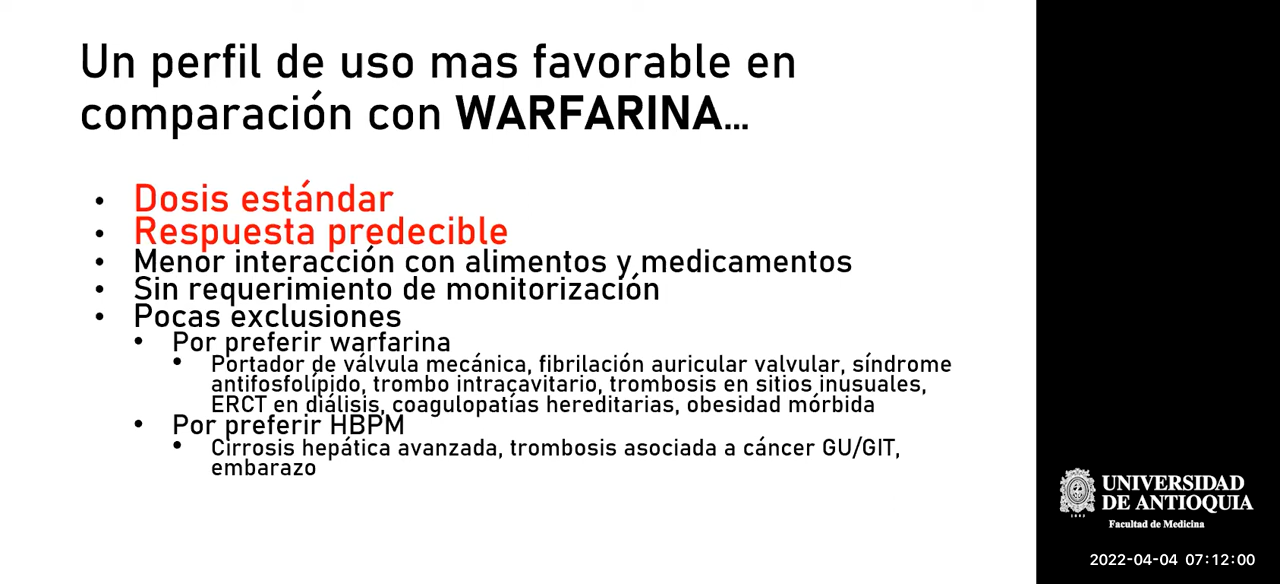 Un perfil de uso mas favorable en
comparación con WARFARINA...
• Dosis estándar
• Respuesta predecible
• Menor interacción con alimentos y medicamentos
• Sin requerimiento de monitorización
• Pocas exclusiones
• Por preferir warfarina
• Portador de válvula mecánica, fibrilación auricular valvular, síndrome
antifosfolípido, trombo intracavitario, trombosis en sitios inusuales,
ERCT en diálisis, coagulopatías hereditarias, obesidad mórbida
• Por preferir HBPM
• Cirrosis hepática avanzada, trombosis asociada a cáncer GU/GIT,
embarazo
UNIVERSIDAD
DE ANTIOQUIA
Facultad de Medicina
2022-04-04 07:12:00